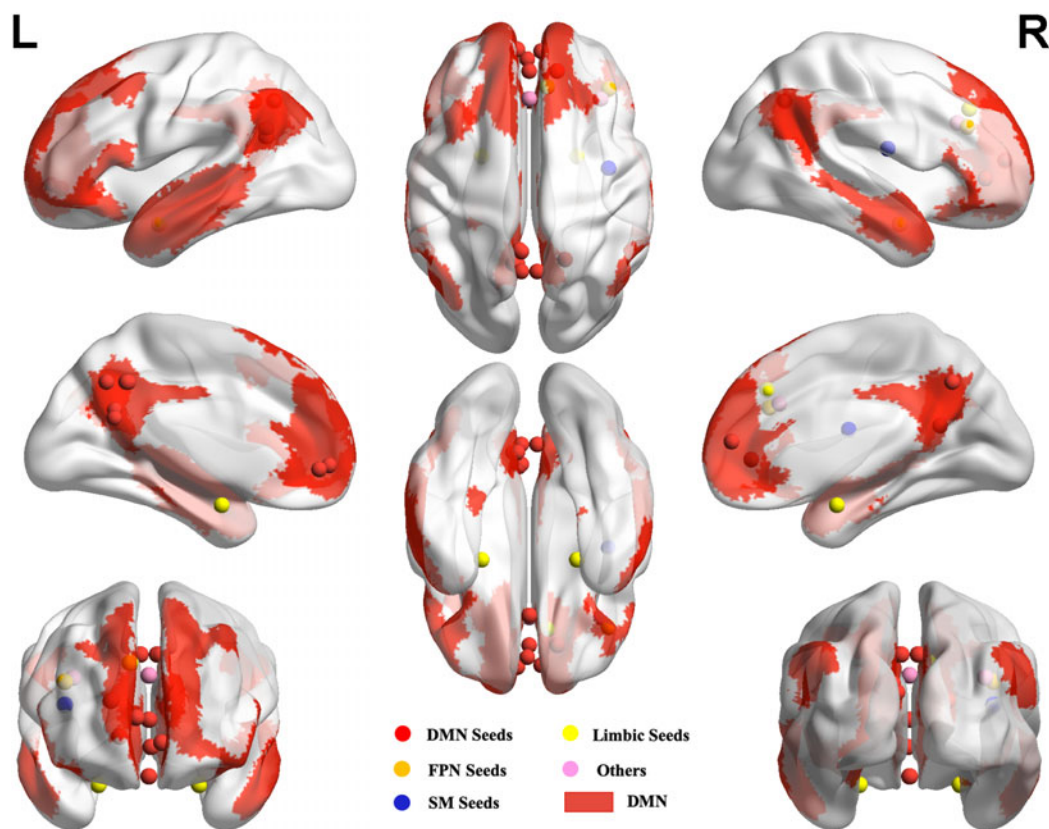 L
R
DMN Seeds
Limbic Seeds
FPN Seeds
Others
SM Seeds
DMN